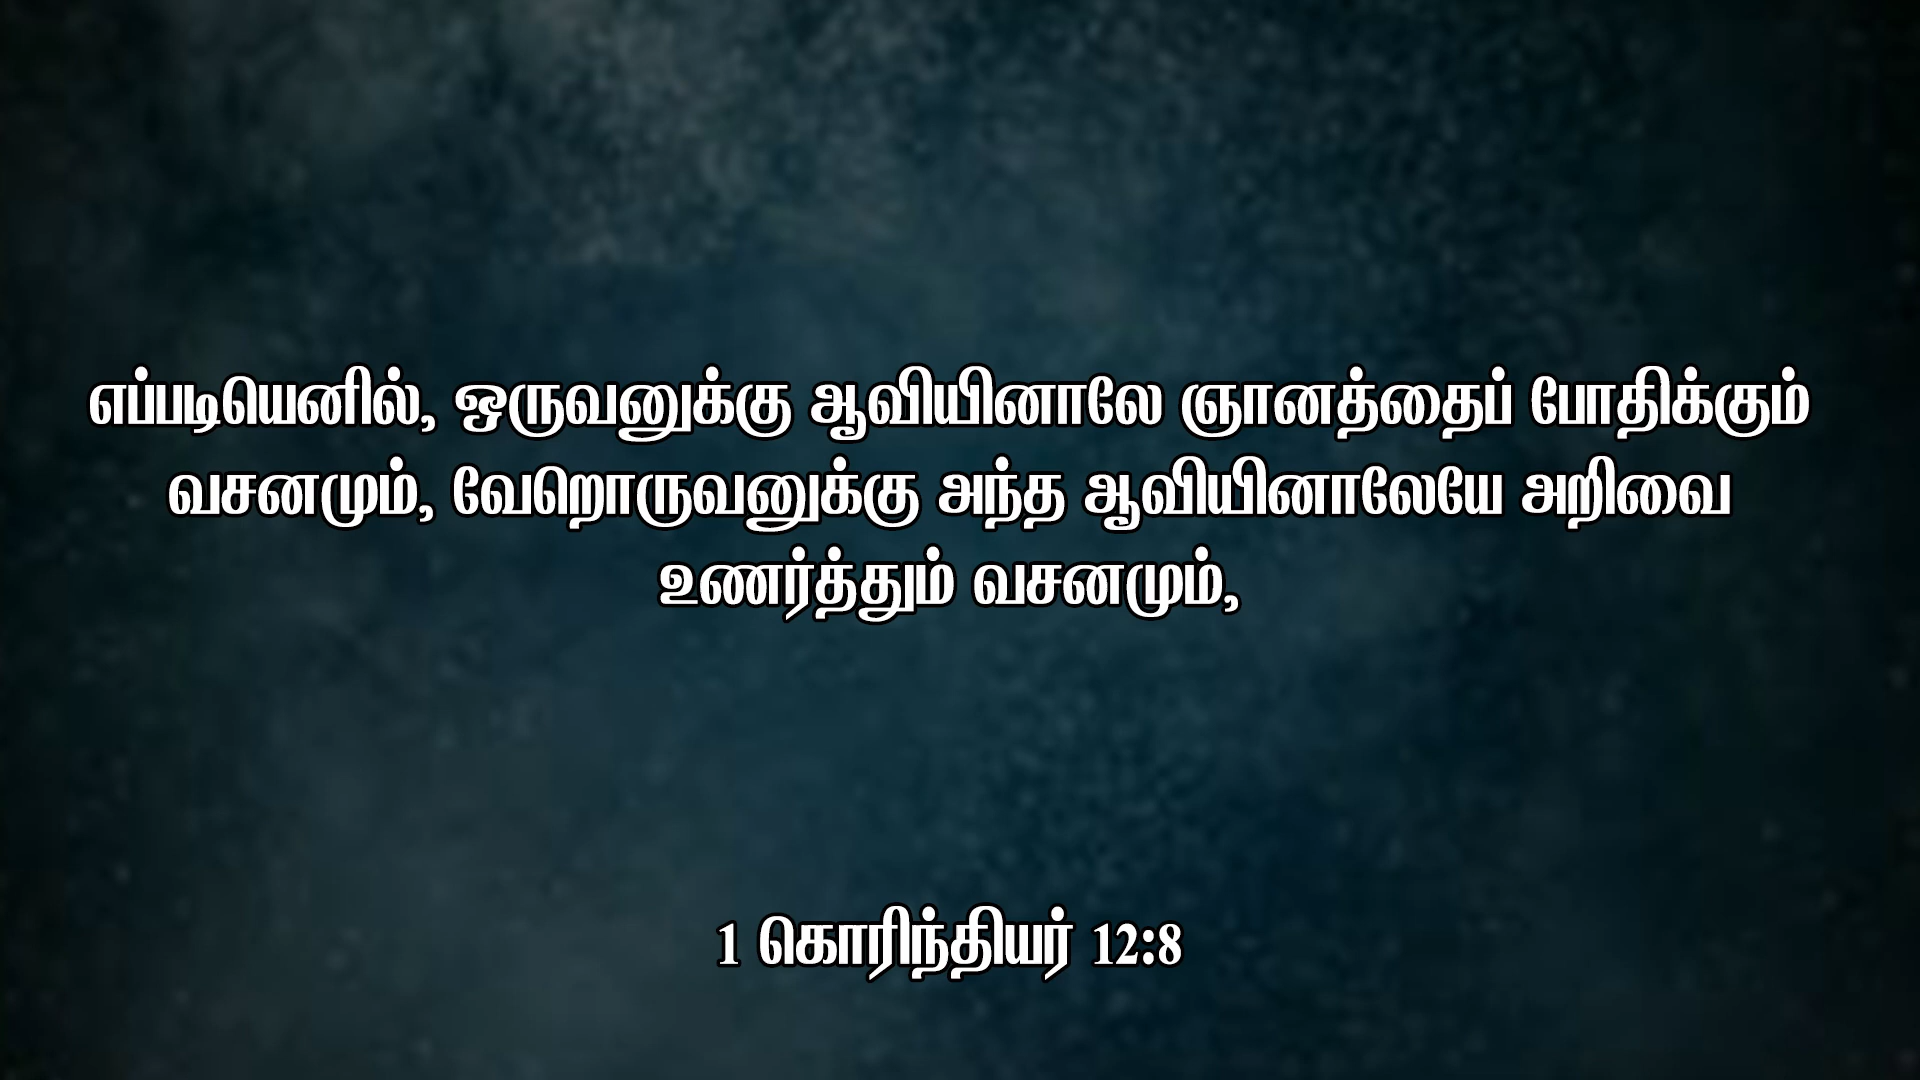 எப்படியெனில், ஒருவனுக்கு ஆவியினாலே ஞானத்தைப் போதிக்கும்
வசனமும், வேறொருவனுக்கு அந்த ஆவியினாலேயே அறிவை
உணர்த்தும் வசனமும்,
1 கொரிந்தியர் 12:8